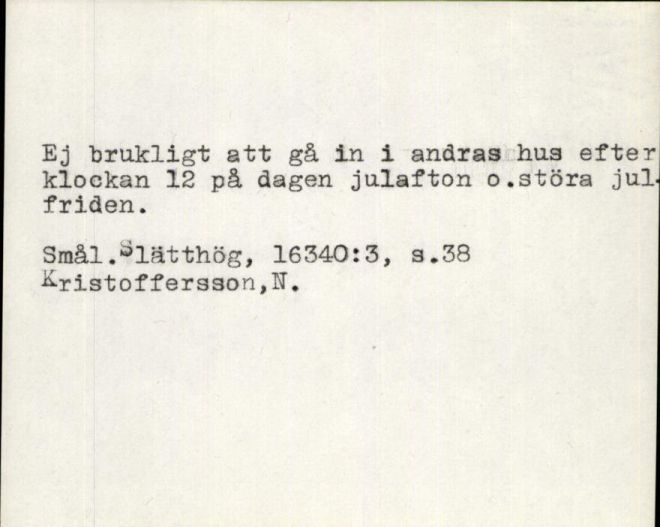 Ej brukligt att gå in i andras hus efter
klockan 12 på dagen julafton o.störa jul-
friden.
Smål.Slätthög, 16340:3, s.38
Kristoffersson,N.